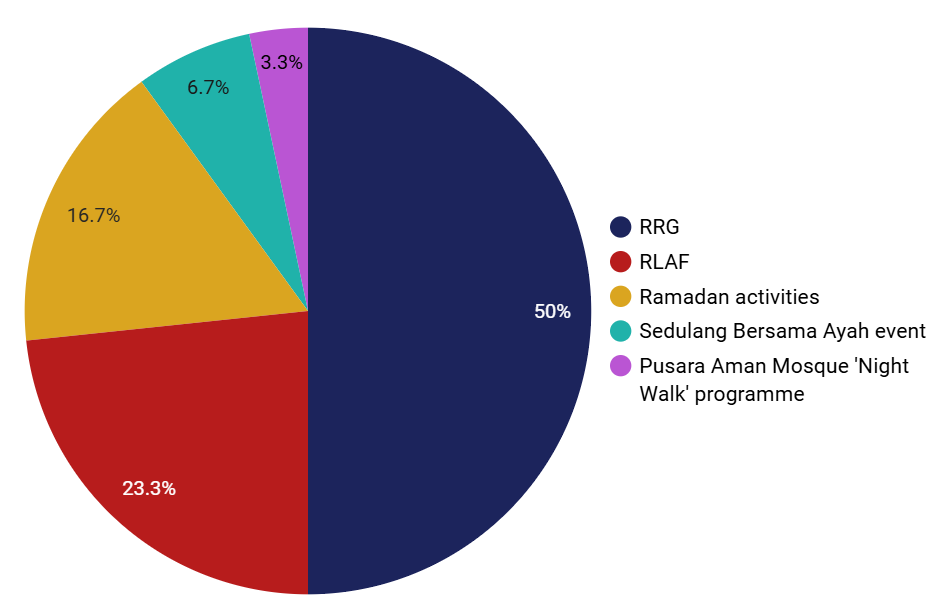 3.3%
6.7%
16.7%
50%
23.3%
RRG
RLAF
Ramadan activities
Sedulang Bersama Ayah event
Pusara Aman Mosque 'Night
Walk' programme